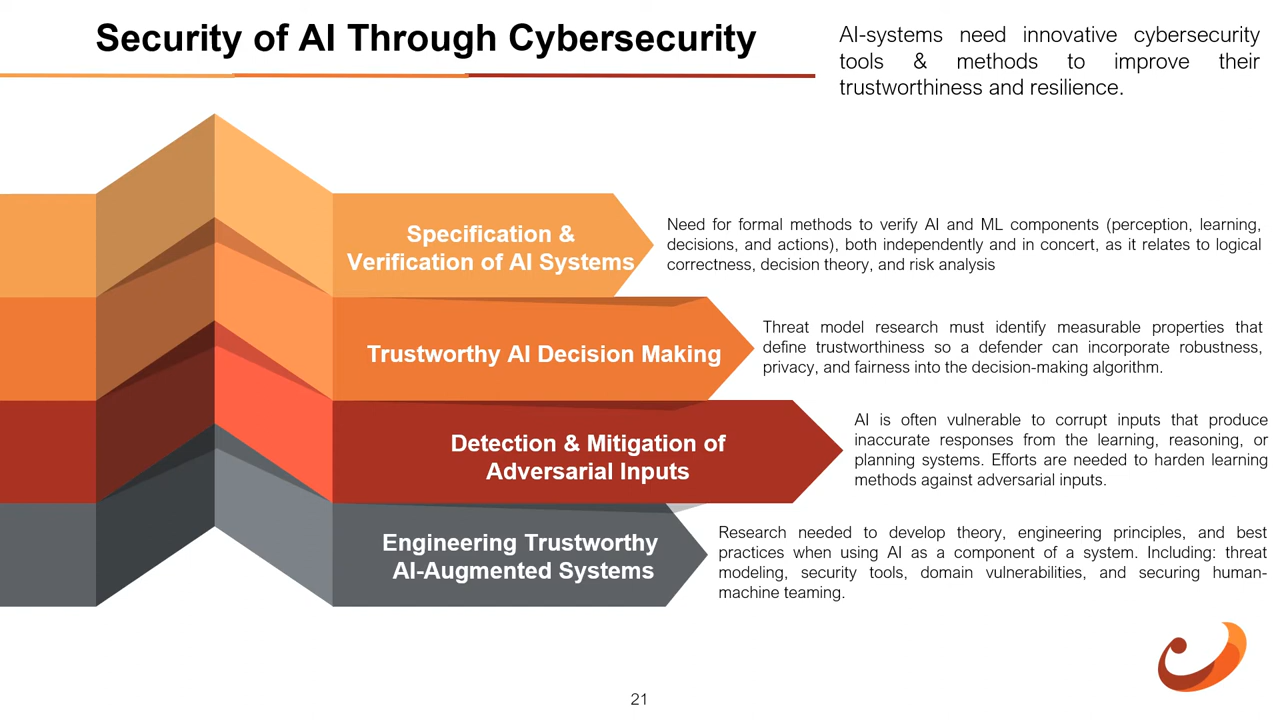 Security of AI Through Cybersecurity
AI-systems need innovative cybersecurity
tools & methods to improve their
trustworthiness and resilience.
Specification &
Verification of AI Systems
Need for formal methods to verify AI and ML components (perception, learning,
decisions, and actions), both independently and in concert, as it relates to logical
correctness, decision theory, and risk analysis
Trustworthy AI Decision Making
Threat model research must identify measurable properties that
define trustworthiness so a defender can incorporate robustness,
privacy, and fairness into the decision-making algorithm.
Detection & Mitigation of
Adversarial Inputs
AI is often vulnerable to corrupt inputs that produce
inaccurate responses from the learning, reasoning, or
planning systems. Efforts are needed to harden learning
methods against adversarial inputs.
Engineering Trustworthy
AI-Augmented Systems
Research needed to develop theory, engineering principles, and best
practices when using AI as a component of a system. Including: threat
modeling, security tools, domain vulnerabilities, and securing human-
machine teaming.
21